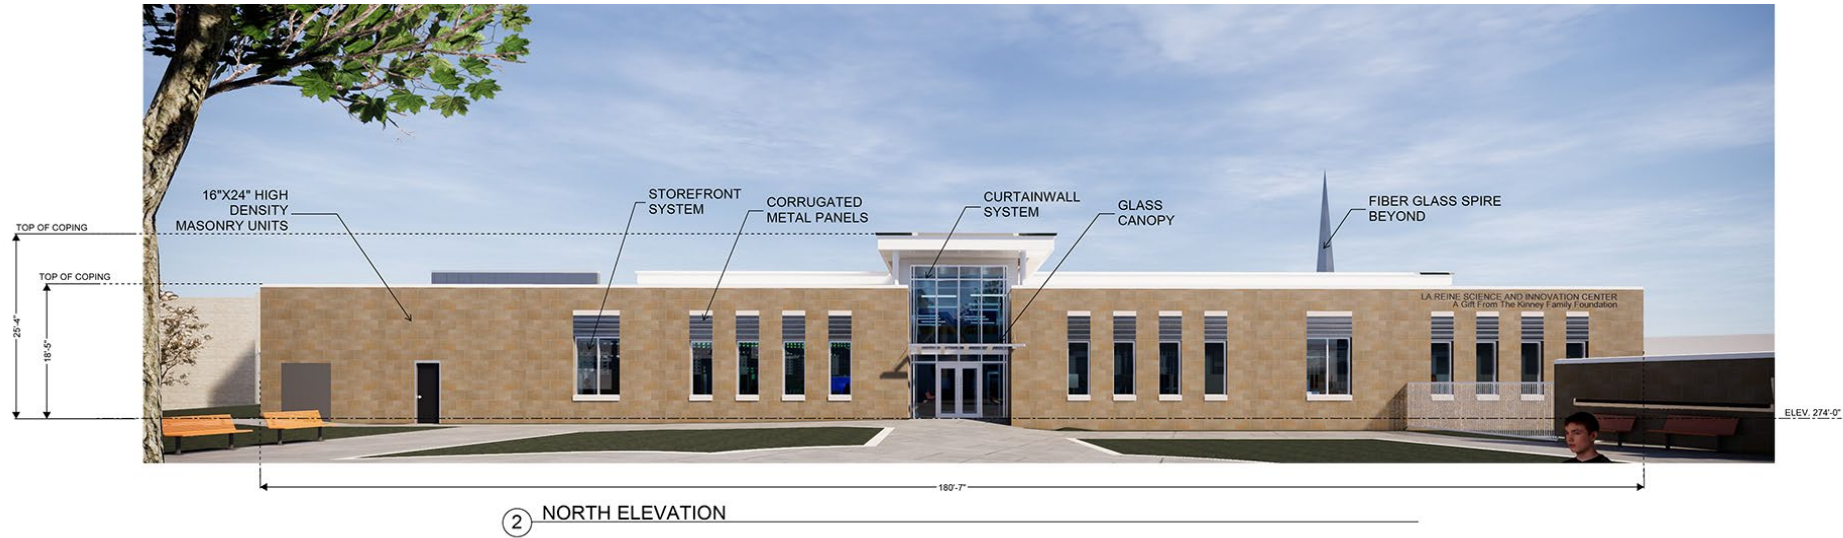 16"X24" HIGH
DENSITY
MASONRY UNITS
STOREFRONT
SYSTEM
CORRUGATED
METAL PANELS
CURTAINWALL
SYSTEM
GLASS
CANOPY
FIBER GLASS SPIRE
BEYOND
TOP OF COPING
TOP OF COPING
25'-4"
18'-5"
LA REINE SCIENCE AND INNOVATION CENTER
A Gift From The Kinney Family Foundation
ELEV. 274'-0"
180'-7"
2 NORTH ELEVATION